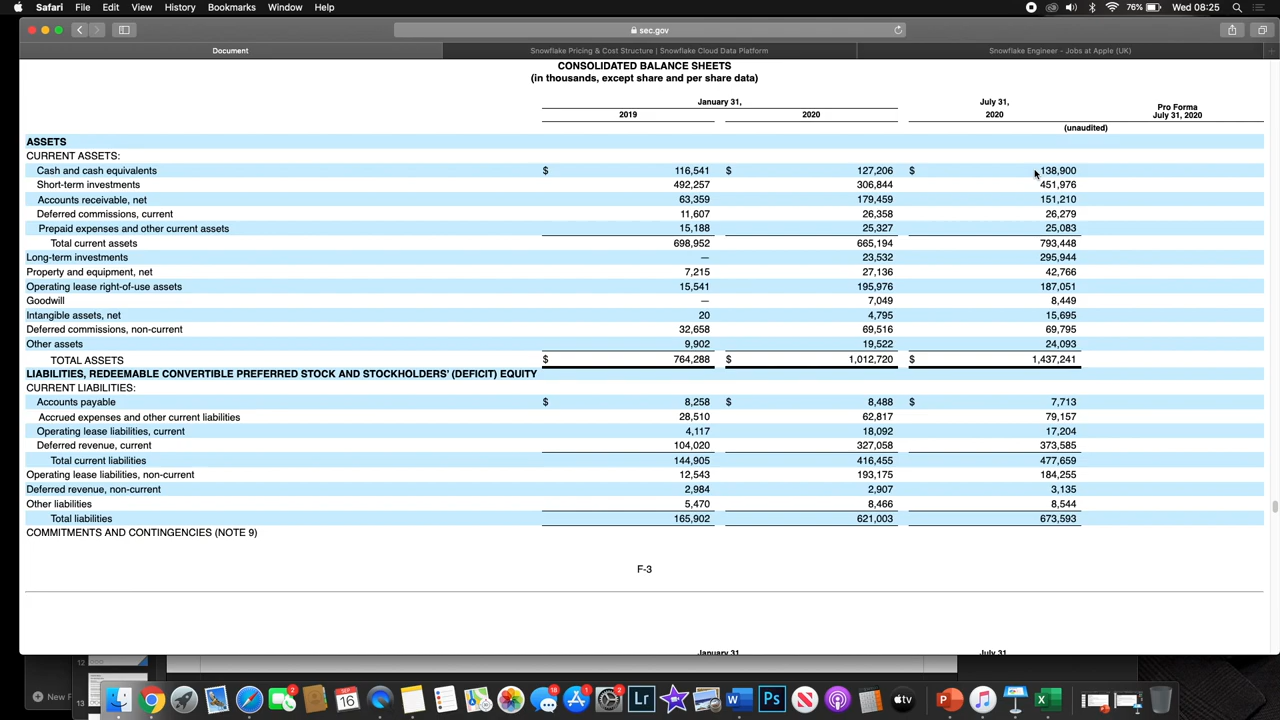 Safari File Edit View History Bookmarks Window Help 76% Wed 08:25
sec.gov
Document Snowflake Pricing & Cost Structure | Snowflake Cloud Data Platform Snowflake Engineer - Jobs at Apple (UK)
CONSOLIDATED BALANCE SHEETS
(in thousands, except share and per share data)
January 31, July 31, Pro Forma
2019 2020 2020 July 31, 2020
(unaudited)
ASSETS
CURRENT ASSETS:
Cash and cash equivalents $ 116,541 $ 127,206 $ 138,900
Short-term investments 492,257 306,844 451,976
Accounts receivable, net 63,359 179,459 151,210
Deferred commissions, current 11,607 26,358 26,279
Prepaid expenses and other current assets 15,188 25,327 25,083
Total current assets 698,952 665,194 793,448
Long-term investments — 23,532 295,944
Property and equipment, net 7,215 27,136 42,766
Operating lease right-of-use assets 15,541 195,976 187,051
Goodwill — 7,049 8,449
Intangible assets, net 20 4,795 15,695
Deferred commissions, non-current 32,658 69,516 69,795
Other assets 9,902 19,522 24,093
TOTAL ASSETS $ 764,288 $ 1,012,720 $ 1,437,241
LIABILITIES, REDEEMABLE CONVERTIBLE PREFERRED STOCK AND STOCKHOLDERS' (DEFICIT) EQUITY
CURRENT LIABILITIES:
Accounts payable $ 8,258 $ 8,488 $ 7,713
Accrued expenses and other current liabilities 28,510 62,817 79,157
Operating lease liabilities, current 4,117 18,092 17,204
Deferred revenue, current 104,020 327,058 373,585
Total current liabilities 144,905 416,455 477,659
Operating lease liabilities, non-current 12,543 193,175 184,255
Deferred revenue, non-current 2,984 2,907 3,135
Other liabilities 5,470 8,466 8,544
Total liabilities 165,902 621,003 673,593
COMMITMENTS AND CONTINGENCIES (NOTE 9)
F-3
January 31, July 31,
12
New F
13
SEP 16 Lr W Ps tv P X